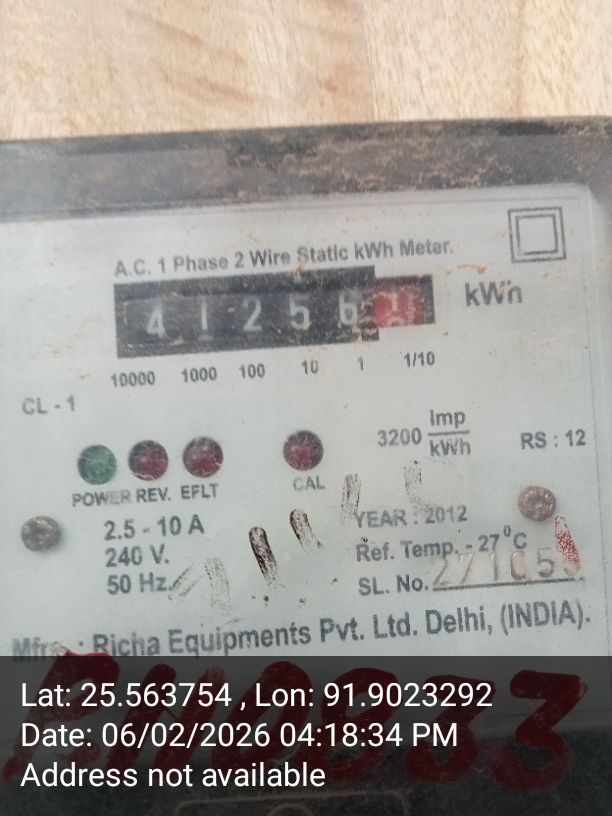 A.C. 1 Phase 2 Wire Static kWh Meter.
4 1 2 5 6
kWh
10000 1000 100 10 1 1/10
CL - 1
3200 Imp/kWh
RS : 12
POWER REV. EFLT CAL
2.5 - 10 A
240 V.
50 Hz.
YEAR : 2012
Ref. Temp. - 27°C
SL. No.
Mfrs. : Richa Equipments Pvt. Ltd. Delhi, (INDIA).
Lat: 25.563754 , Lon: 91.9023292
Date: 06/02/2026 04:18:34 PM
Address not available